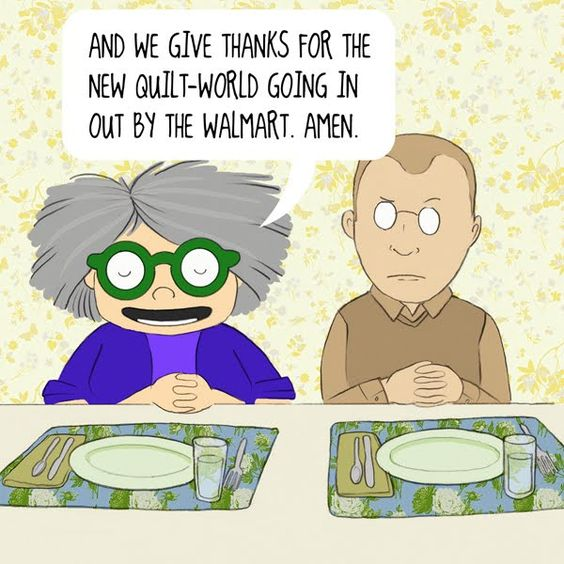 AND WE GIVE THANKS FOR THE
NEW QUILT-WORLD GOING IN
OUT BY THE WALMART. AMEN.